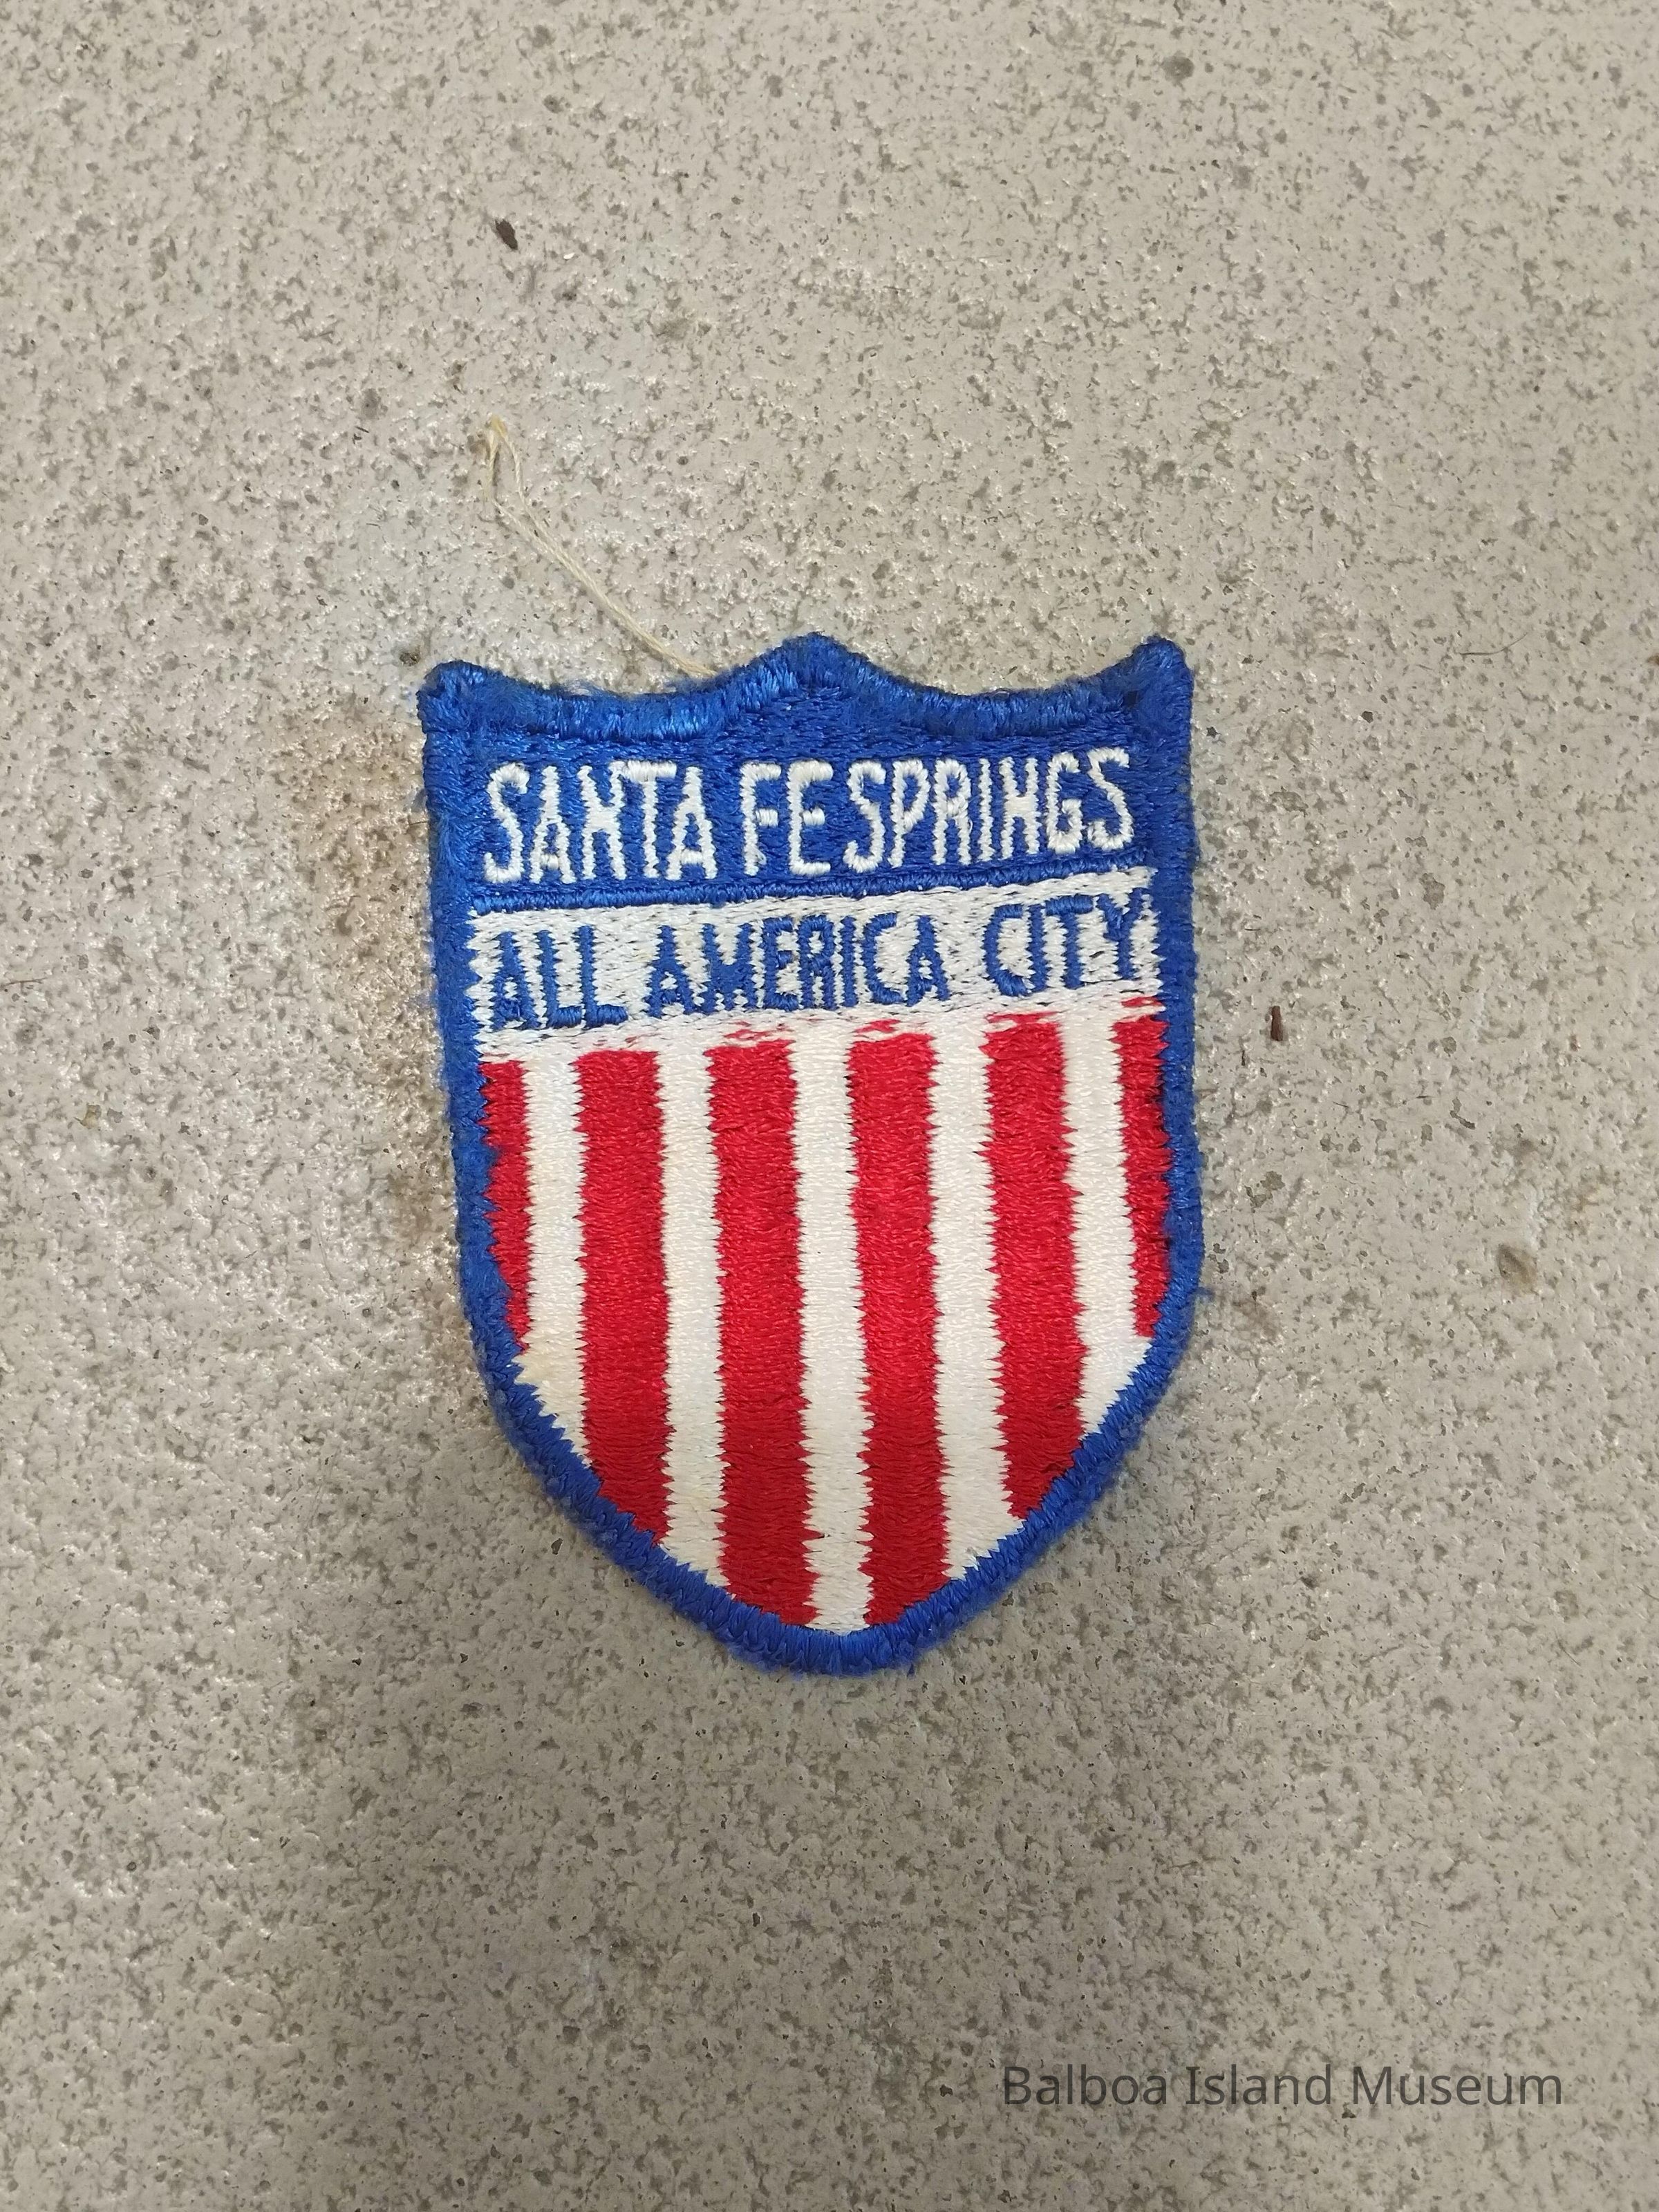 SANTA FE SPRINGS
ALL AMERICA CITY
Balboa Island Museum